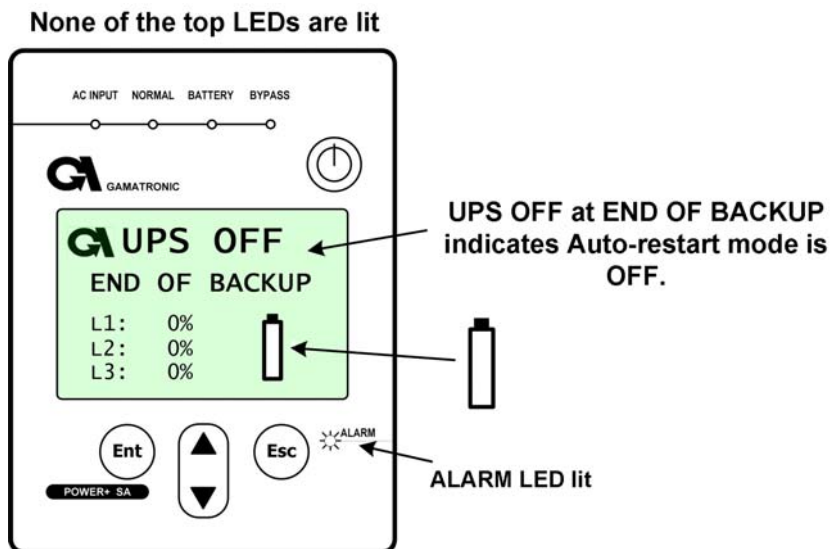 None of the top LEDs are lit
AC INPUT NORMAL BATTERY BYPASS
GAMATRONIC
UPS OFF
END OF BACKUP
L1: 0%
L2: 0%
L3: 0%
UPS OFF at END OF BACKUP
indicates Auto-restart mode is
OFF.
Ent
Esc
ALARM
POWER+ SA
ALARM LED lit